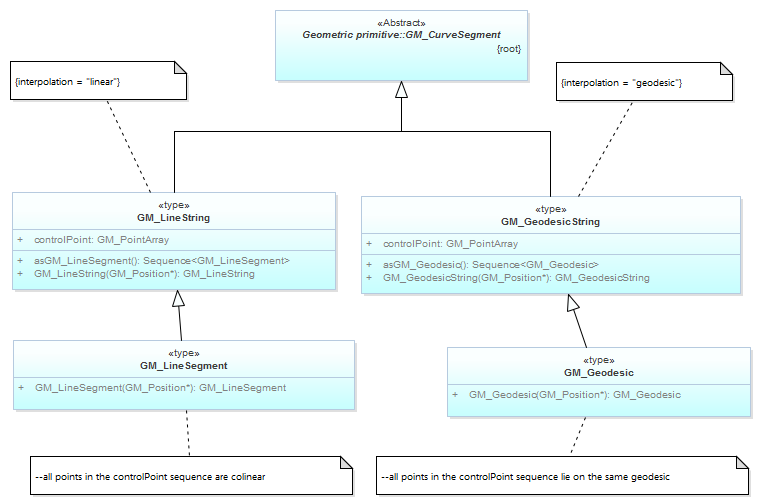 «Abstract»
Geometric primitive::GM_CurveSegment
{root}
{interpolation = "linear"}
{interpolation = "geodesic"}
«type»
GM_LineString
+ controlPoint: GM_PointArray
+ asGM_LineSegment(): Sequence<GM_LineSegment>
+ GM_LineString(GM_Position*): GM_LineString
«type»
GM_GeodesicString
+ controlPoint: GM_PointArray
+ asGM_Geodesic(): Sequence<GM_Geodesic>
+ GM_GeodesicString(GM_Position*): GM_GeodesicString
«type»
GM_LineSegment
+ GM_LineSegment(GM_Position*): GM_LineSegment
«type»
GM_Geodesic
+ GM_Geodesic(GM_Position*): GM_Geodesic
--all points in the controlPoint sequence are colinear
--all points in the controlPoint sequence lie on the same geodesic